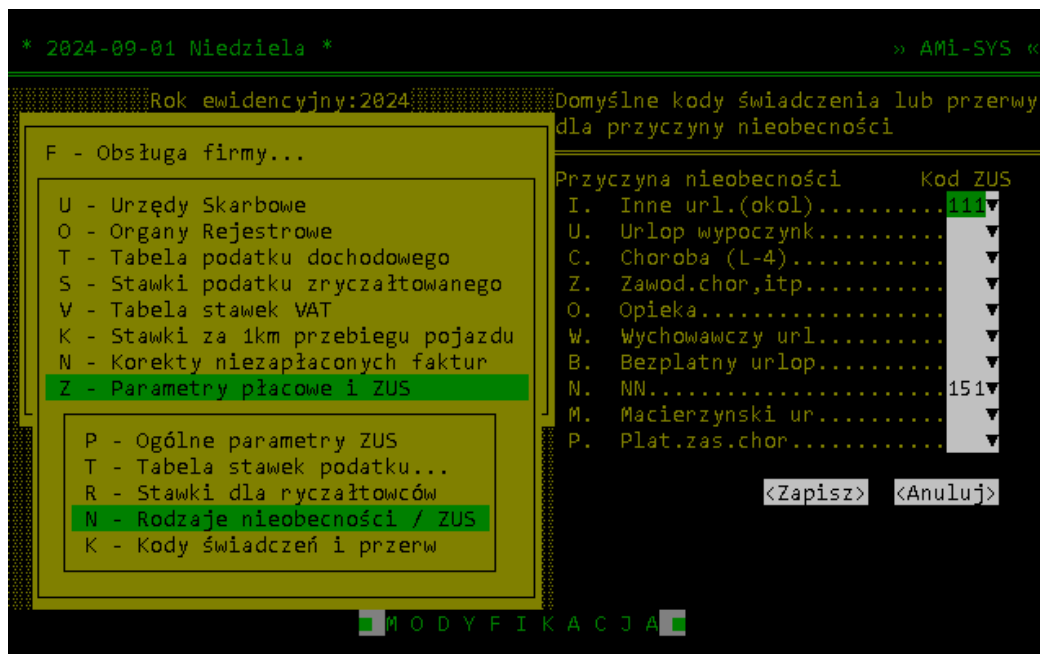 * 2024-09-01 Niedziela *
» AMi-SYS «
Rok ewidencyjny:2024
F - Obsługa firmy...
U - Urzędy Skarbowe
O - Organy Rejestrowe
T - Tabela podatku dochodowego
S - Stawki podatku zryczałtowanego
V - Tabela stawek VAT
K - Stawki za 1km przebiegu pojazdu
N - Korekty niezapłaconych faktur
Z - Parametry płacowe i ZUS
P - Ogólne parametry ZUS
T - Tabela stawek podatku...
R - Stawki dla ryczałtowców
N - Rodzaje nieobecności / ZUS
K - Kody świadczeń i przerw
Domyślne kody świadczenia lub przerwy
dla przyczyny nieobecności
Przyczyna nieobecności Kod ZUS
I. Inne url.(okol)..........111▼
U. Urlop wypoczynk.......... ▼
C. Choroba (L-4)............ ▼
Z. Zawod.chor,itp........... ▼
O. Opieka................... ▼
W. Wychowawczy url.......... ▼
B. Bezplatny urlop.......... ▼
N. NN.......................151▼
M. Macierzynski ur.......... ▼
P. Plat.zas.chor............ ▼
<Zapisz> <Anuluj>
M O D Y F I K A C J A